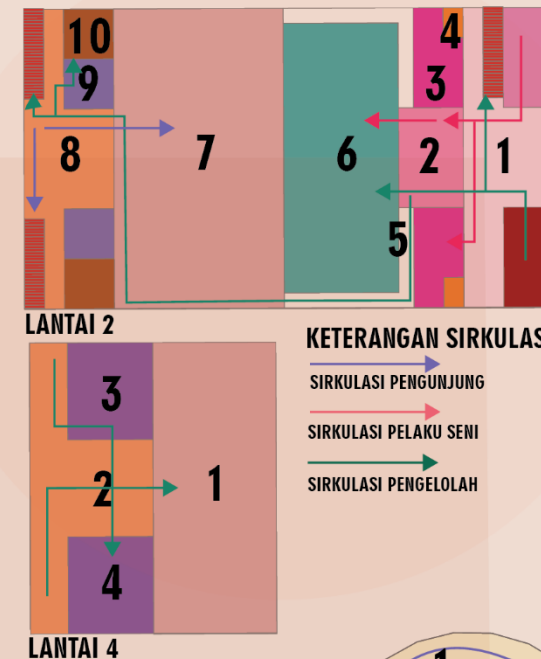 10
4
9
3
8
7
6
2
1
5
LANTAI 2
KETERANGAN SIRKULAS
SIRKULASI PENGUNJUNG
SIRKULASI PELAKU SENI
SIRKULASI PENGELOLAH
3
2
1
4
LANTAI 4
1